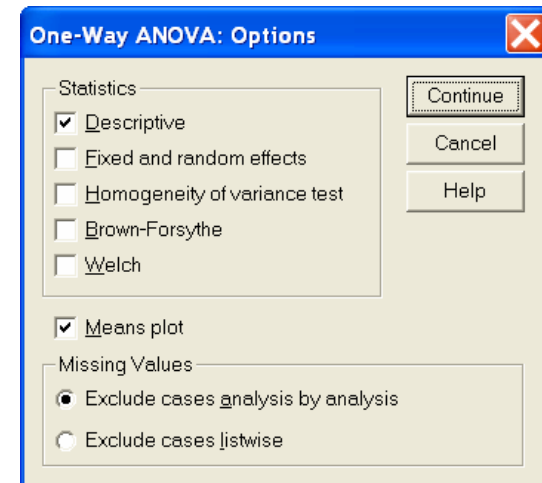 One-Way ANOVA: Options
Statistics
Descriptive
Fixed and random effects
Homogeneity of variance test
Brown-Forsythe
Welch
Continue
Cancel
Help
Means plot
Missing Values
Exclude cases analysis by analysis
Exclude cases listwise